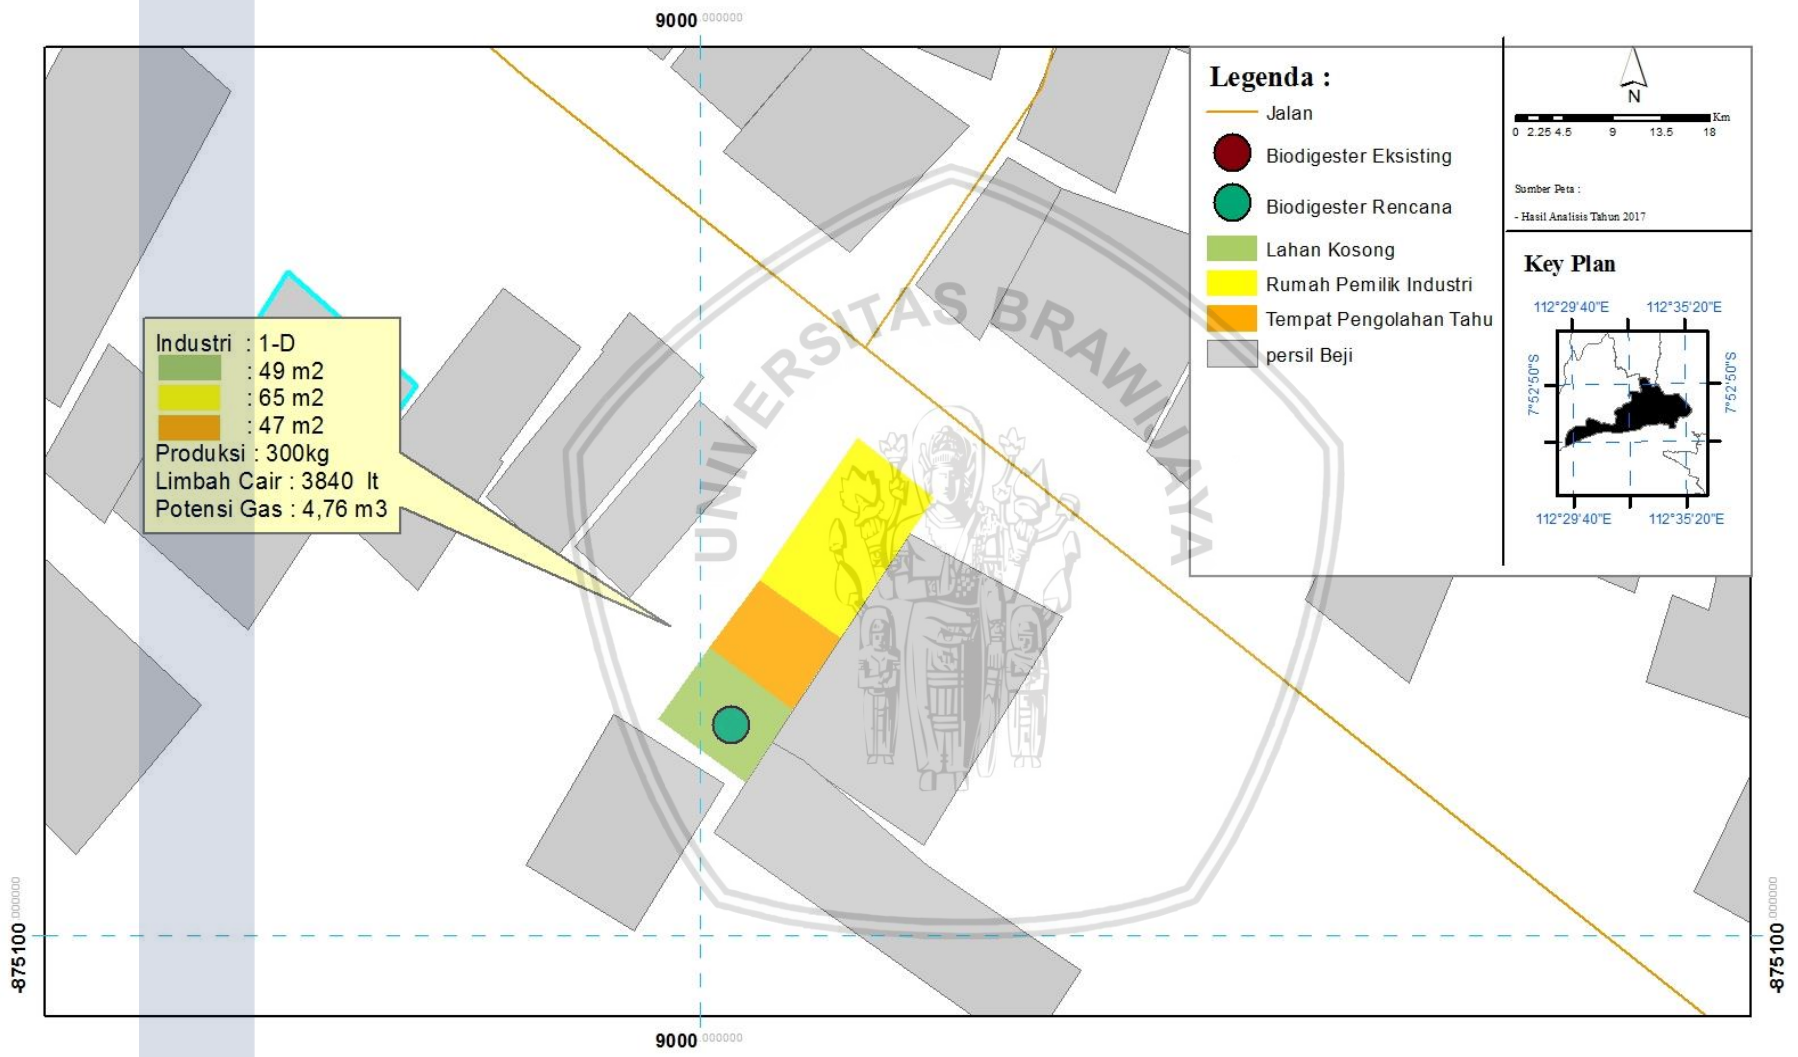 9000.000000
Legenda :
Jalan
Biodigester Eksisting
Biodigester Rencana
Lahan Kosong
Rumah Pemilik Industri
Tempat Pengolahan Tahu
persil Beji
N
Km
0 2.25 4.5 9 13.5 18
Sumber Peta :
- Hasil Analisis Tahun 2017
Key Plan
112°29'40"E 112°35'20"E
7°52'50"S
7°52'50"S
112°29'40"E 112°35'20"E
Industri : 1-D
: 49 m2
: 65 m2
: 47 m2
Produksi : 300kg
Limbah Cair : 3840 lt
Potensi Gas : 4,76 m3
UNIVERSITAS BRAWIJAYA
-875100.000000
-875100.000000
9000.000000